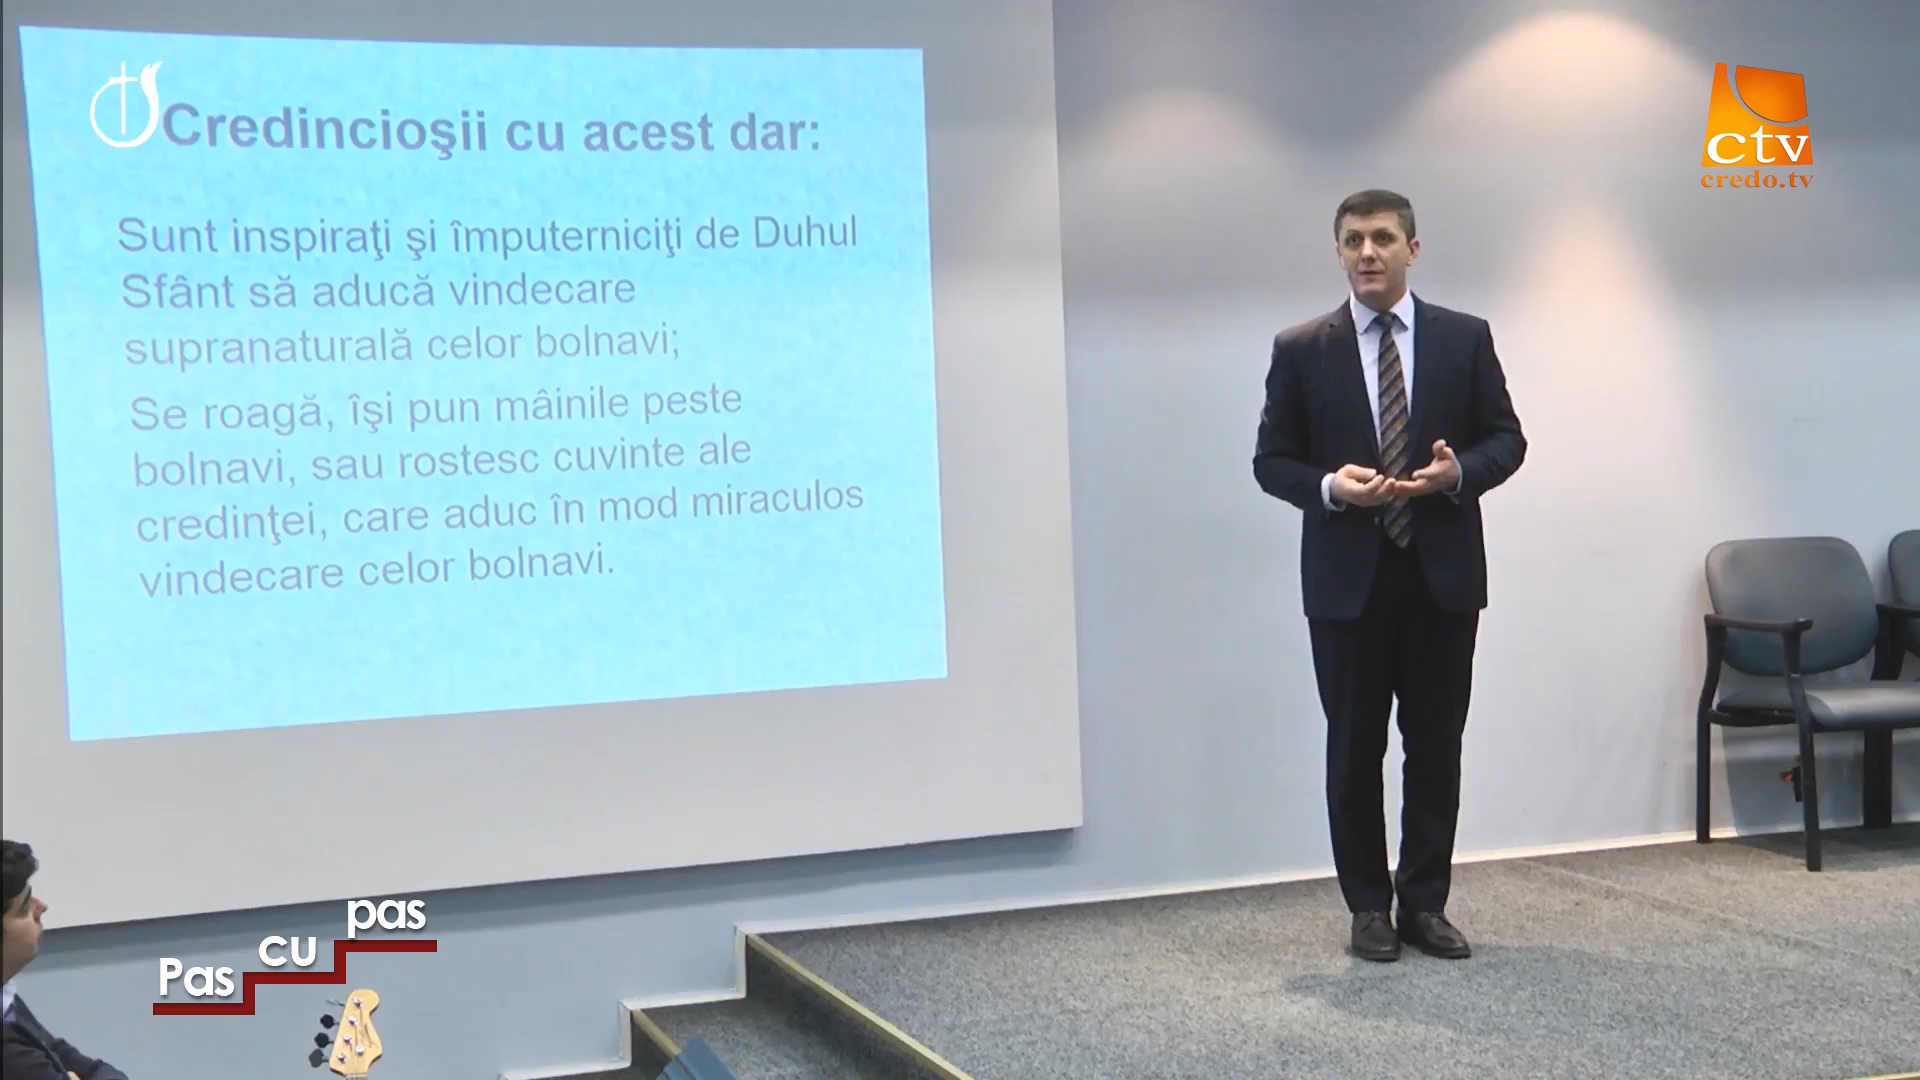 Credincioşii cu acest dar:
Sunt inspiraţi şi împuterniciţi de Duhul
Sfânt să aducă vindecare
supranaturală celor bolnavi;
Se roagă, îşi pun mâinile peste
bolnavi, sau rostesc cuvinte ale
credinţei, care aduc în mod miraculos
vindecare celor bolnavi.
ctv
credo.tv
Pas cu pas